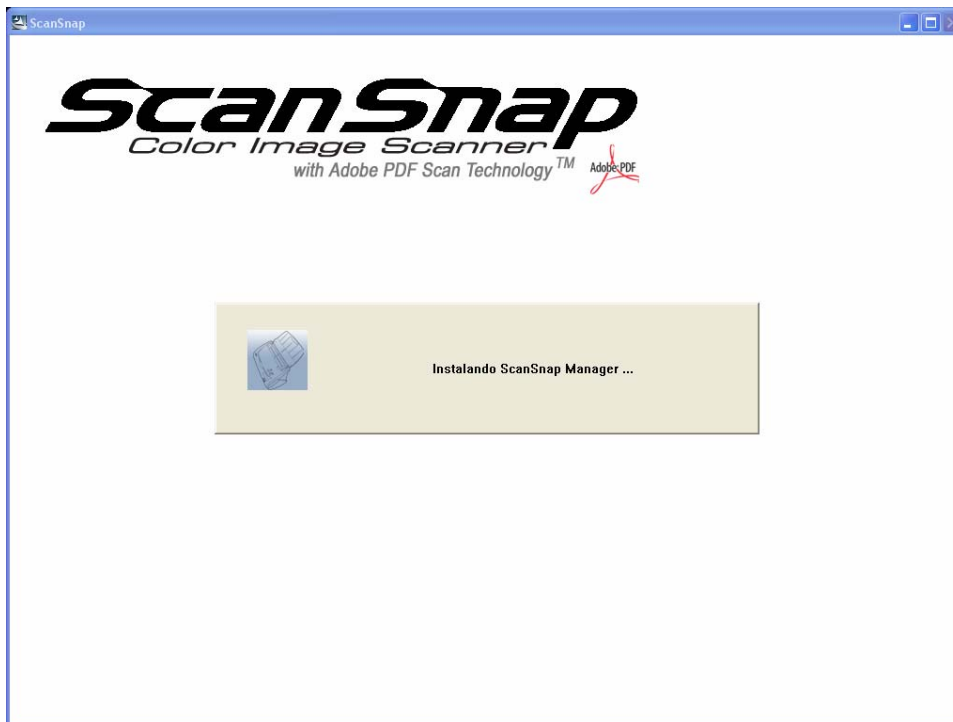 ScanSnap
ScanSnap
Color Image Scanner
with Adobe PDF Scan Technology TM
Adobe PDF
Instalando ScanSnap Manager ...